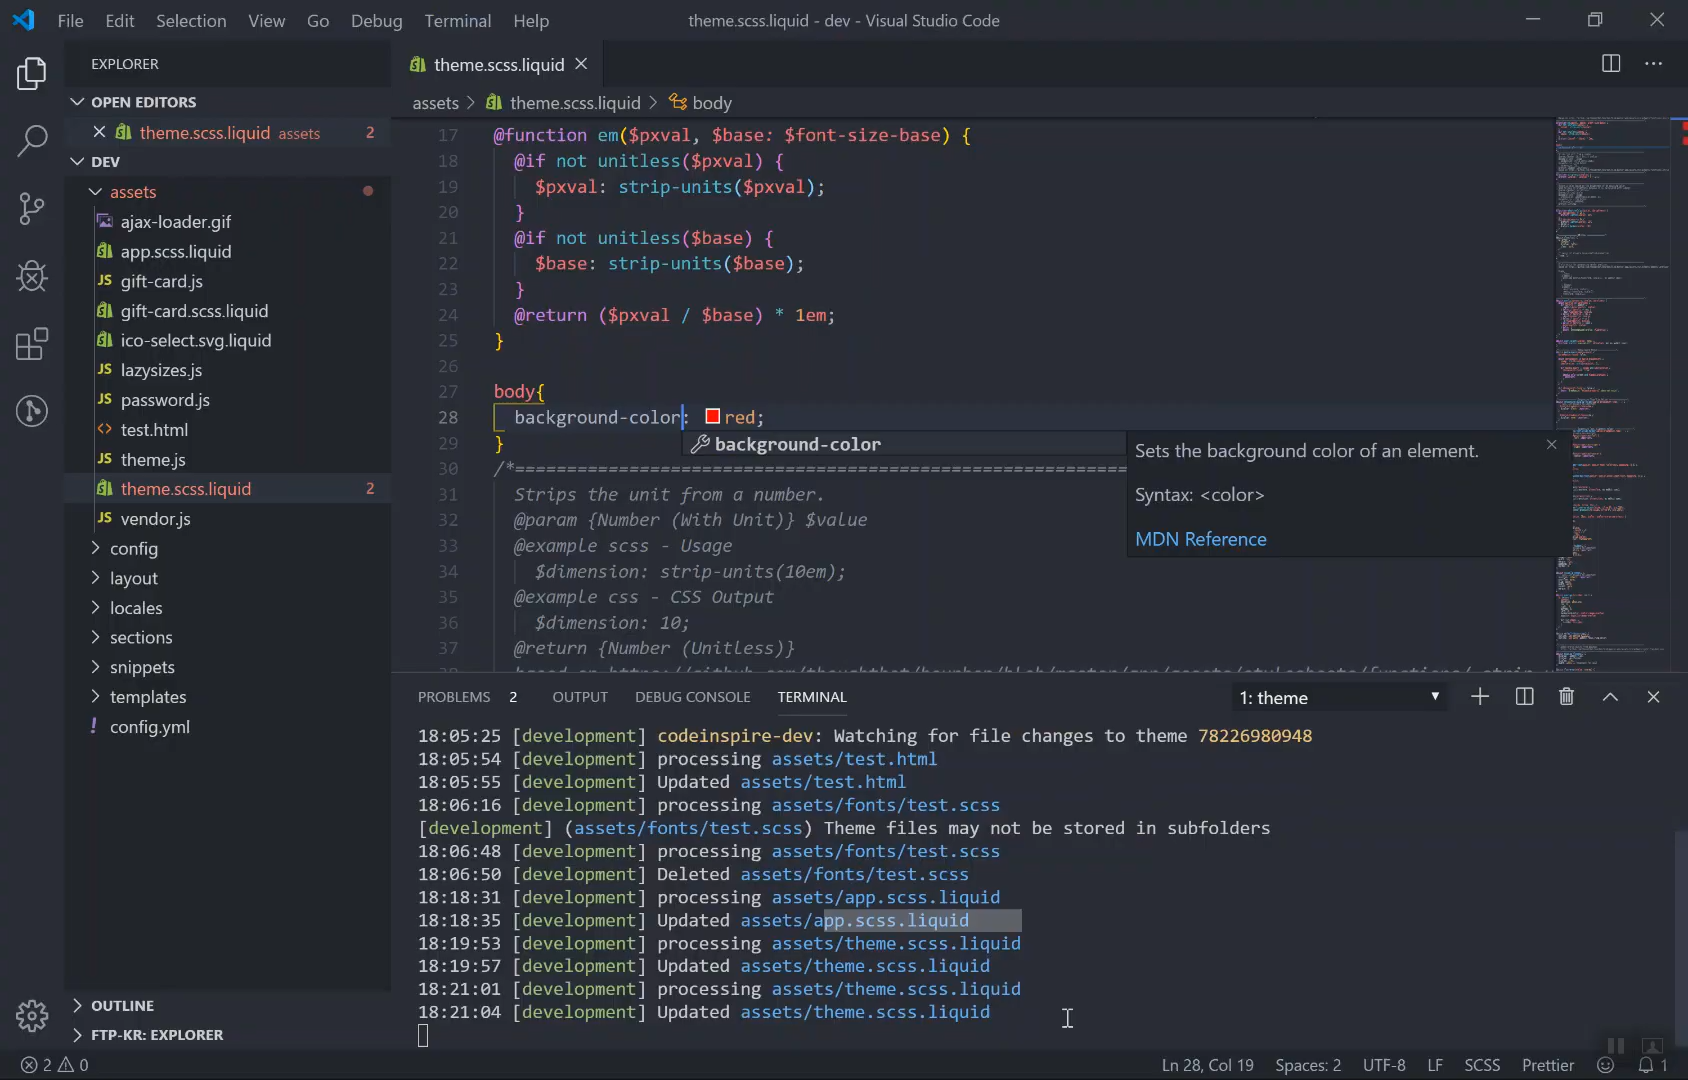 File Edit Selection View Go Debug Terminal Help
theme.scss.liquid - dev - Visual Studio Code
EXPLORER
OPEN EDITORS
theme.scss.liquid assets 2
DEV
assets
ajax-loader.gif
app.scss.liquid
JS gift-card.js
gift-card.scss.liquid
ico-select.svg.liquid
JS lazysizes.js
JS password.js
<> test.html
JS theme.js
theme.scss.liquid 2
JS vendor.js
config
layout
locales
sections
snippets
templates
! config.yml
OUTLINE
FTP-KR: EXPLORER
theme.scss.liquid
assets > theme.scss.liquid > body
17 @function em($pxval, $base: $font-size-base) {
18 @if not unitless($pxval) {
19 $pxval: strip-units($pxval);
20 }
21 @if not unitless($base) {
22 $base: strip-units($base);
23 }
24 @return ($pxval / $base) * 1em;
25 }
26
27 body{
28 background-color: red;
29 }
background-color
Sets the background color of an element.
Syntax: <color>
MDN Reference
30 /*=============================================================
31 Strips the unit from a number.
32 @param {Number (With Unit)} $value
33 @example scss - Usage
34 $dimension: strip-units(10em);
35 @example css - CSS Output
36 $dimension: 10;
37 @return {Number (Unitless)}
PROBLEMS 2 OUTPUT DEBUG CONSOLE TERMINAL
1: theme
18:05:25 [development] codeinspire-dev: Watching for file changes to theme 78226980948
18:05:54 [development] processing assets/test.html
18:05:55 [development] Updated assets/test.html
18:06:16 [development] processing assets/fonts/test.scss
[development] (assets/fonts/test.scss) Theme files may not be stored in subfolders
18:06:48 [development] processing assets/fonts/test.scss
18:06:50 [development] Deleted assets/fonts/test.scss
18:18:31 [development] processing assets/app.scss.liquid
18:18:35 [development] Updated assets/app.scss.liquid
18:19:53 [development] processing assets/theme.scss.liquid
18:19:57 [development] Updated assets/theme.scss.liquid
18:21:01 [development] processing assets/theme.scss.liquid
18:21:04 [development] Updated assets/theme.scss.liquid
2 0
Ln 28, Col 19 Spaces: 2 UTF-8 LF SCSS Prettier 1